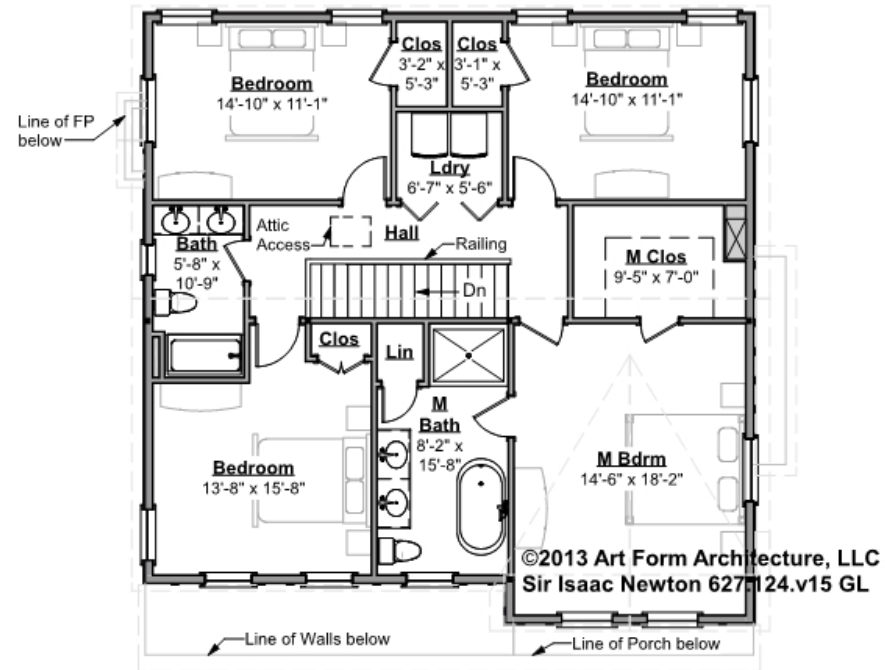 Clos
3'-2" x
5'-3"
Clos
3'-1" x
5'-3"
Bedroom
14'-10" x 11'-1"
Bedroom
14'-10" x 11'-1"
Line of FP
below
Ldry
6'-7" x 5'-6"
Attic
Access
Hall
Railing
Bath
5'-8" x
10'-9"
M Clos
9'-5" x 7'-0"
Dn
Clos
Lin
M
Bath
8'-2" x
15'-8"
Bedroom
13'-8" x 15'-8"
M Bdrm
14'-6" x 18'-2"
©2013 Art Form Architecture, LLC
Sir Isaac Newton 627.124.v15 GL
Line of Walls below
Line of Porch below